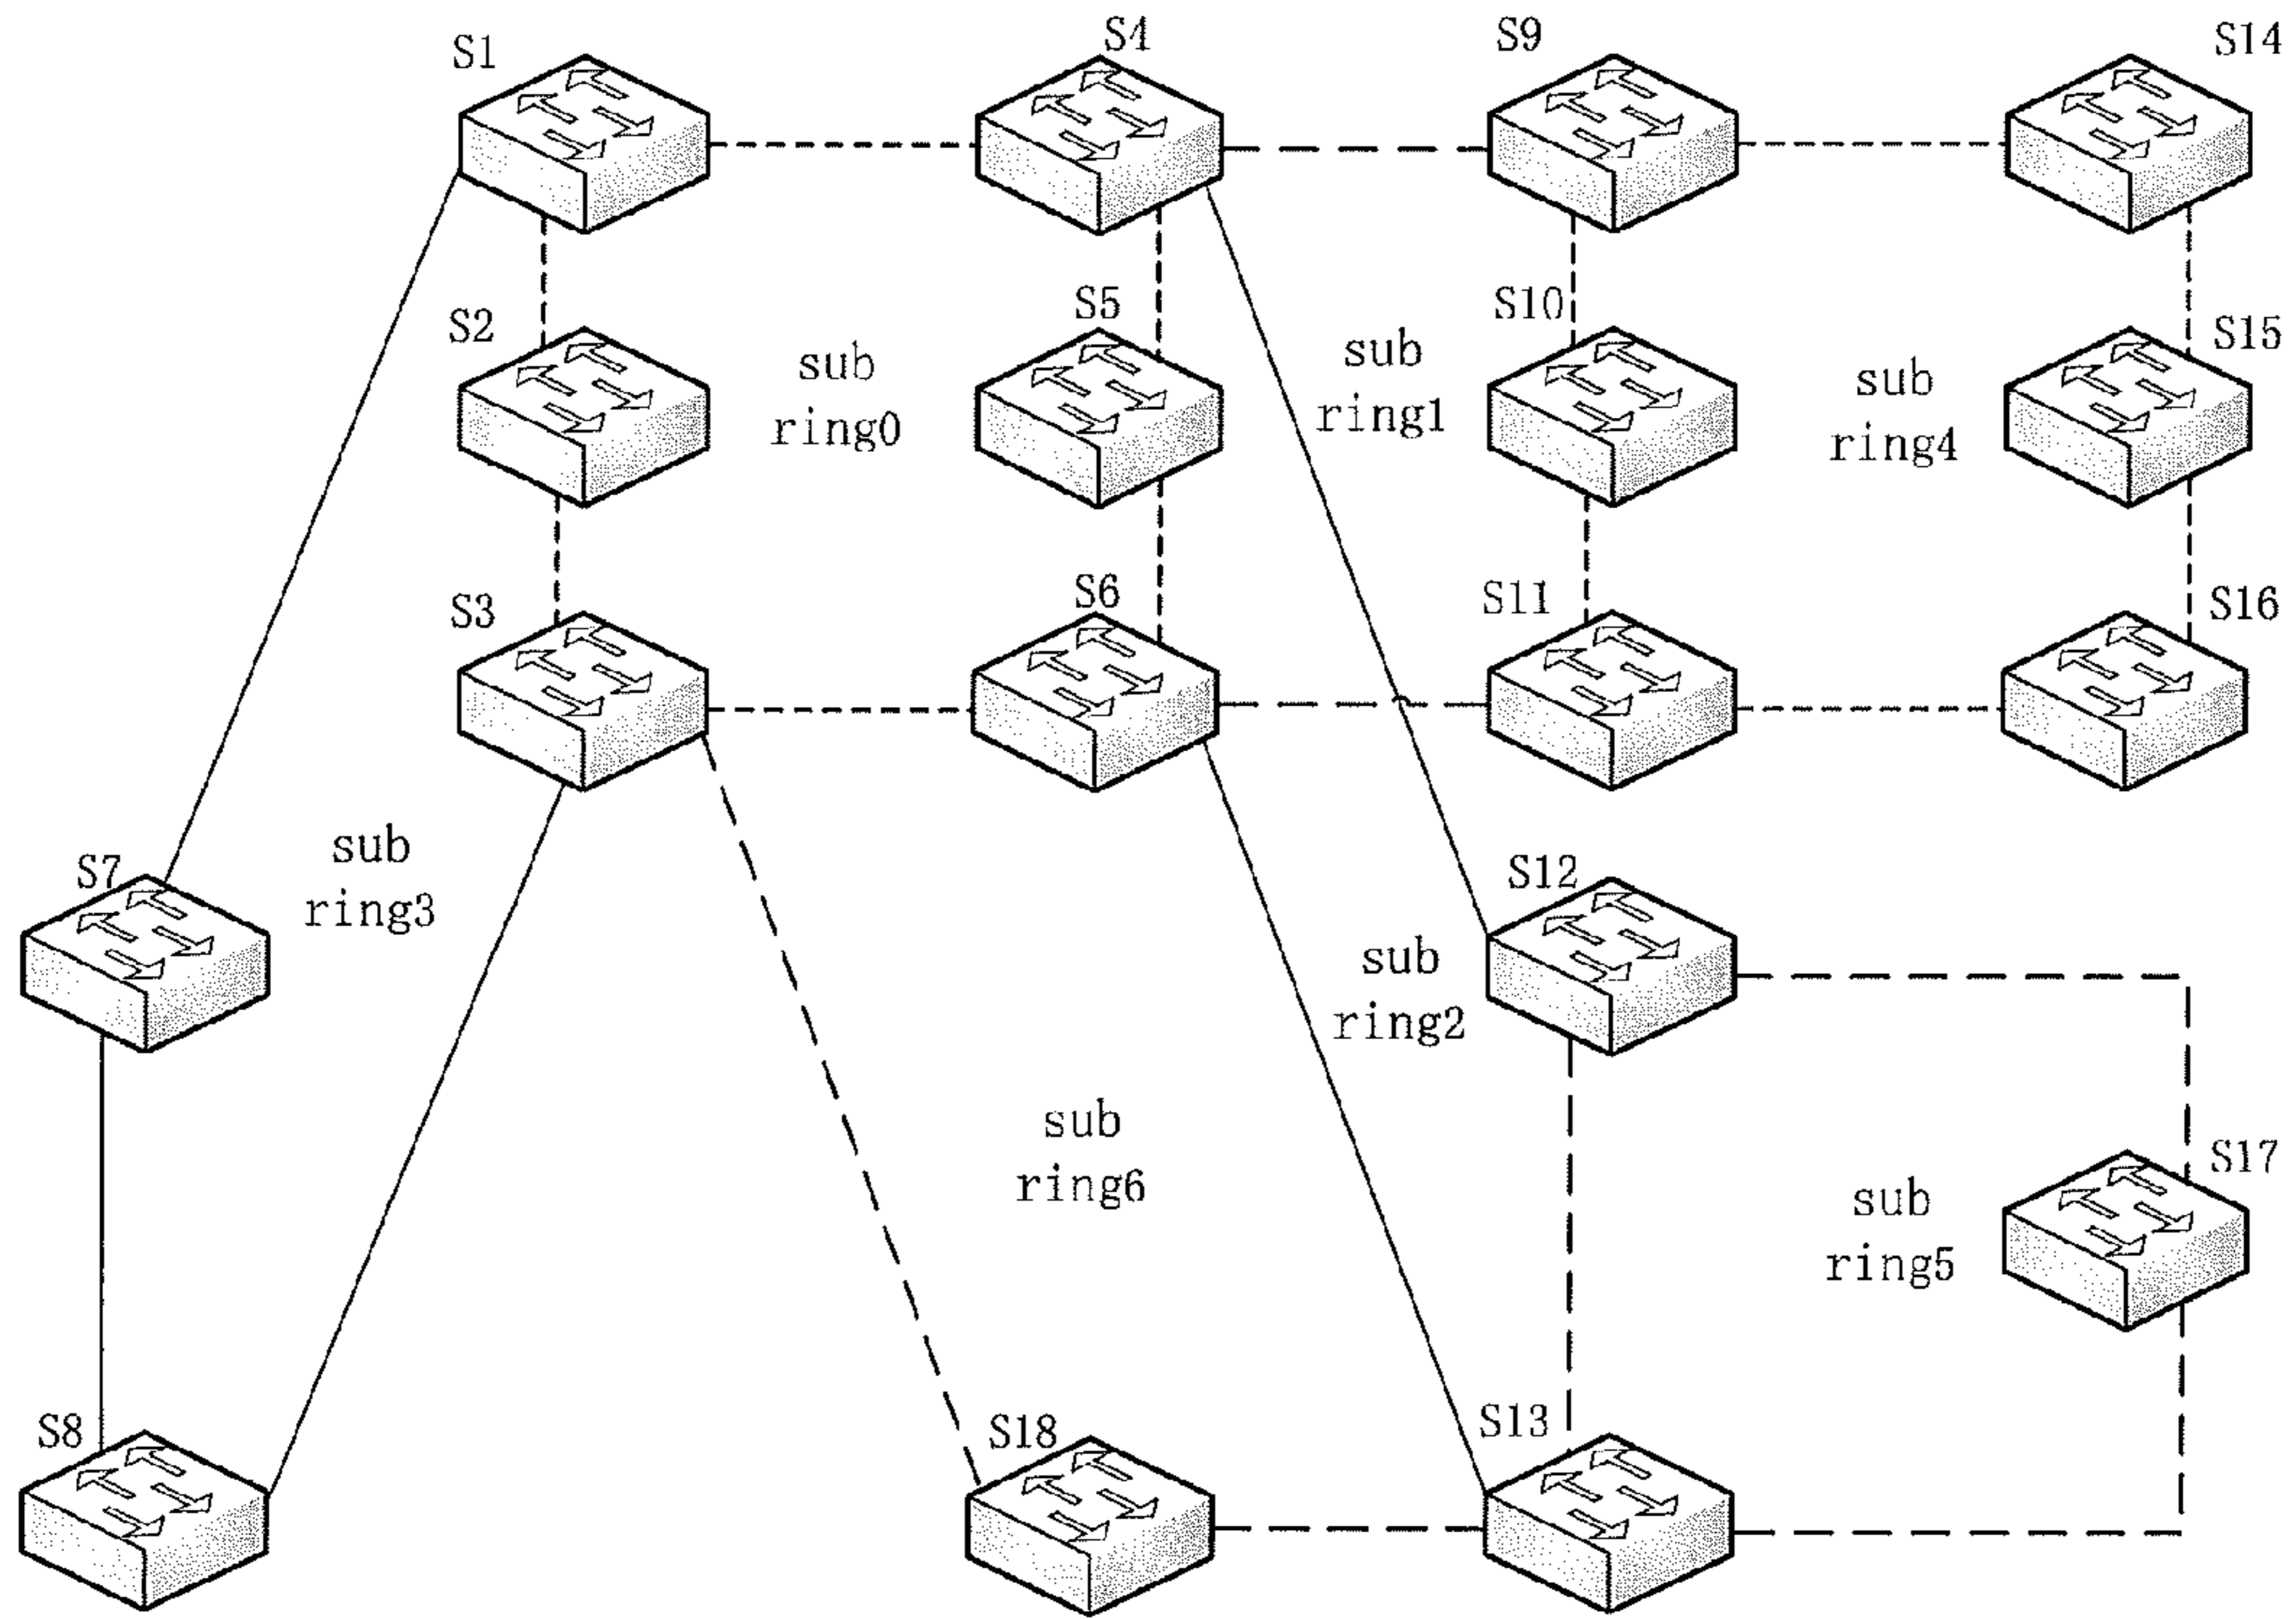 S1
S4
S9
S14
S2
S5
S10
S15
sub
ring0
sub
ring1
sub
ring4
S3
S6
S11
S16
S7
sub
ring3
S12
sub
ring2
sub
ring6
S17
sub
ring5
S8
S18
S13